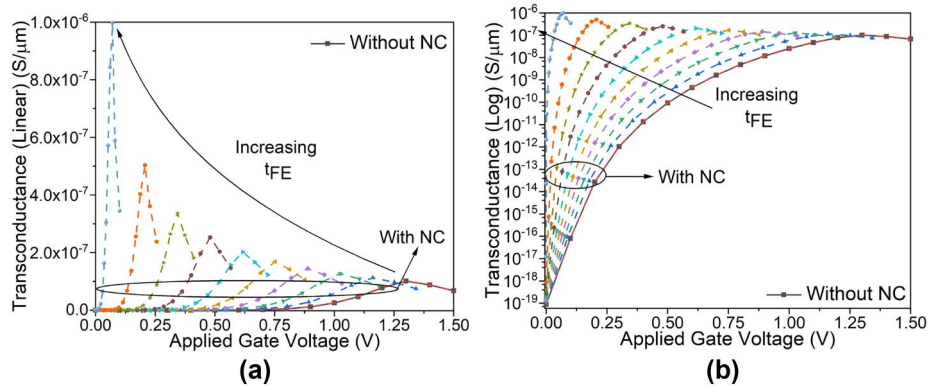 (a)
1.0x10-6
8.0x10-7
6.0x10-7
4.0x10-7
2.0x10-7
0.0
Transconductance (Linear) (S/μm)
Without NC
Increasing
tFE
With NC
0.00 0.25 0.50 0.75 1.00 1.25 1.50
Applied Gate Voltage (V)
(a)
(b)
10-6
10-7
10-8
10-9
10-10
10-11
10-12
10-13
10-14
10-15
10-16
10-17
10-18
10-19
Transconductance (Log) (S/μm)
Increasing
tFE
With NC
Without NC
0.00 0.25 0.50 0.75 1.00 1.25 1.50
Applied Gate Voltage (V)
(b)